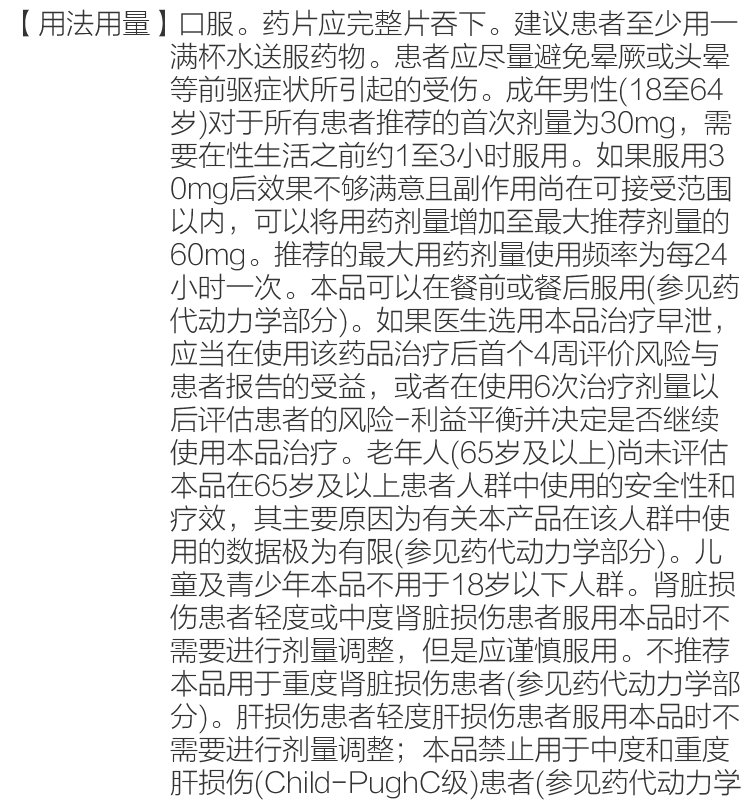 【用法用量】口服。药片应完整片吞下。建议患者至少用一
满杯水送服药物。患者应尽量避免晕厥或头晕
等前驱症状所引起的受伤。成年男性(18至64
岁)对于所有患者推荐的首次剂量为30mg，需
要在性生活之前约1至3小时服用。如果服用3
0mg后效果不够满意且副作用尚在可接受范围
以内，可以将用药剂量增加至最大推荐剂量的
60mg。推荐的最大用药剂量使用频率为每24
小时一次。本品可以在餐前或餐后服用(参见药
代动力学部分)。如果医生选用本品治疗早泄，
应当在使用该药品治疗后首个4周评价风险与
患者报告的受益，或者在使用6次治疗剂量以
后评估患者的风险-利益平衡并决定是否继续
使用本品治疗。老年人(65岁及以上)尚未评估
本品在65岁及以上患者人群中使用的安全性和
疗效，其主要原因为有关本产品在该人群中使
用的数据极为有限(参见药代动力学部分)。儿
童及青少年本品不用于18岁以下人群。肾脏损
伤患者轻度或中度肾脏损伤患者服用本品时不
需要进行剂量调整，但是应谨慎服用。不推荐
本品用于重度肾脏损伤患者(参见药代动力学部
分)。肝损伤患者轻度肝损伤患者服用本品时不
需要进行剂量调整；本品禁止用于中度和重度
肝损伤(Child-PughC级)患者(参见药代动力学